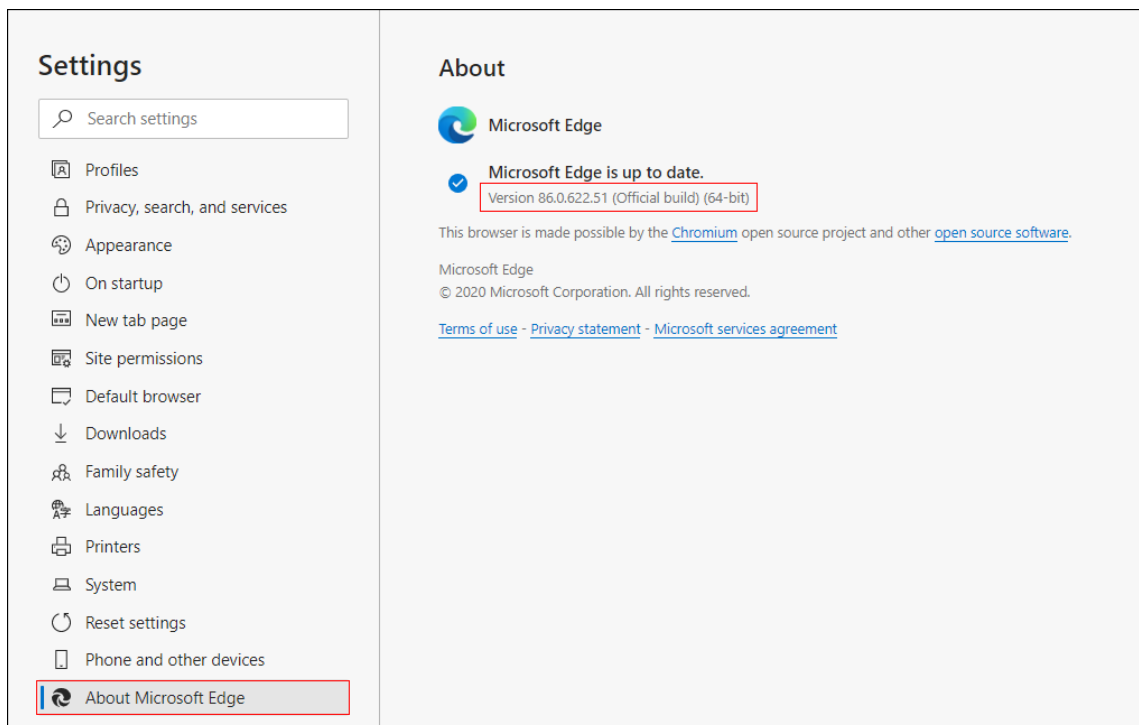 Settings
Search settings
Profiles
Privacy, search, and services
Appearance
On startup
New tab page
Site permissions
Default browser
Downloads
Family safety
Languages
Printers
System
Reset settings
Phone and other devices
About Microsoft Edge
About
Microsoft Edge
Microsoft Edge is up to date.
Version 86.0.622.51 (Official build) (64-bit)
This browser is made possible by the Chromium open source project and other open source software.
Microsoft Edge
© 2020 Microsoft Corporation. All rights reserved.
Terms of use - Privacy statement - Microsoft services agreement